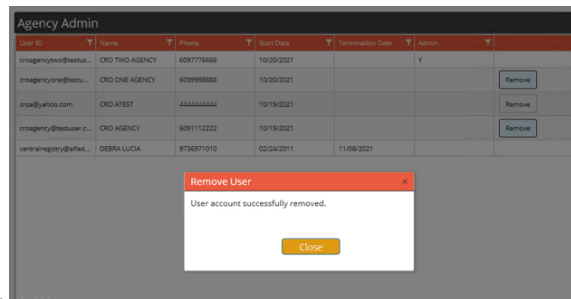 Agency Admin
User ID Name Phone Start Date Termination Date Admin
croagencytwo@testus... CRO TWO AGENCY 6097776666 10/20/2021 Y
croagencyone@testu... CRO ONE AGENCY 6099998888 10/20/2021 Remove
croa@yahoo.com CRO ATEST 4444444444 10/19/2021 Remove
croagency@testuser.c... CRO AGENCY 6091112222 10/19/2021 Remove
centralregistry@alfad... DEBRA LUCIA 9736971010 02/24/2011 11/08/2021
Remove User ×
User account successfully removed.
Close